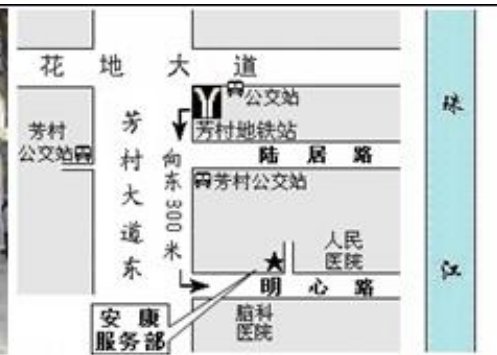 花地大道
公交站
芳村地铁站
芳村
公交站
芳村大道东
向东300米
陆居路
芳村公交站
人民
医院
明心路
安康
服务部
脑科
医院
珠江